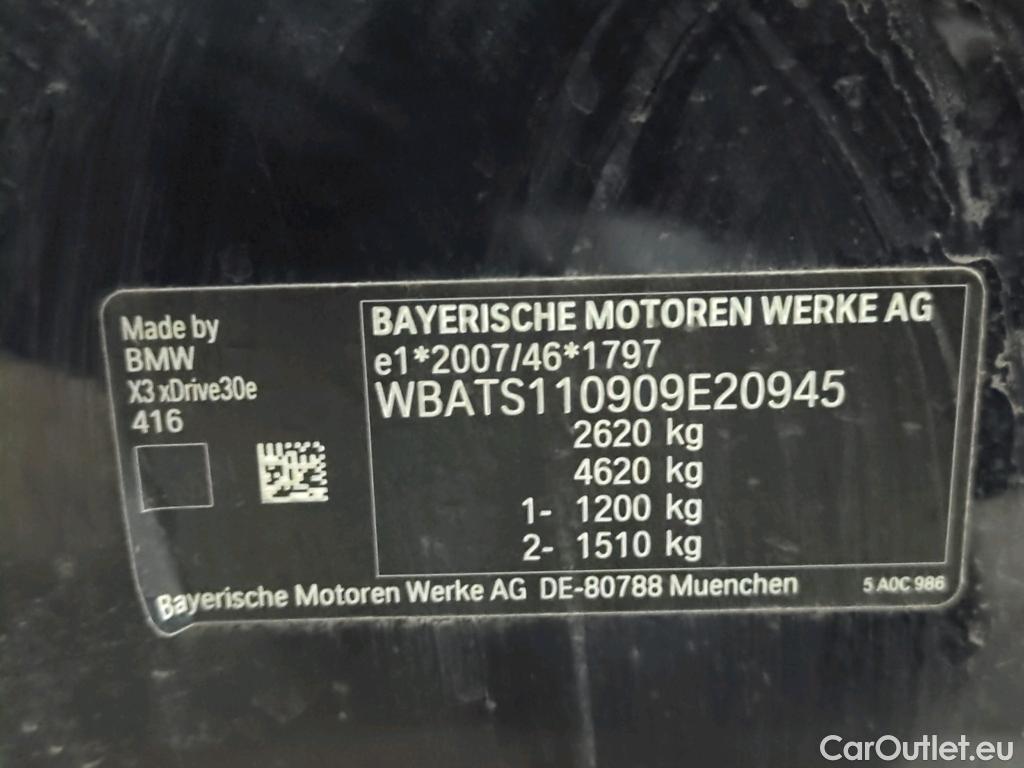 Made by
BMW
X3 xDrive30e
416
BAYERISCHE MOTOREN WERKE AG
e1*2007/46*1797
WBATS110909E20945
2620 kg
4620 kg
1- 1200 kg
2- 1510 kg
Bayerische Motoren Werke AG DE-80788 Muenchen
5 A0C 986
CarOutlet.eu